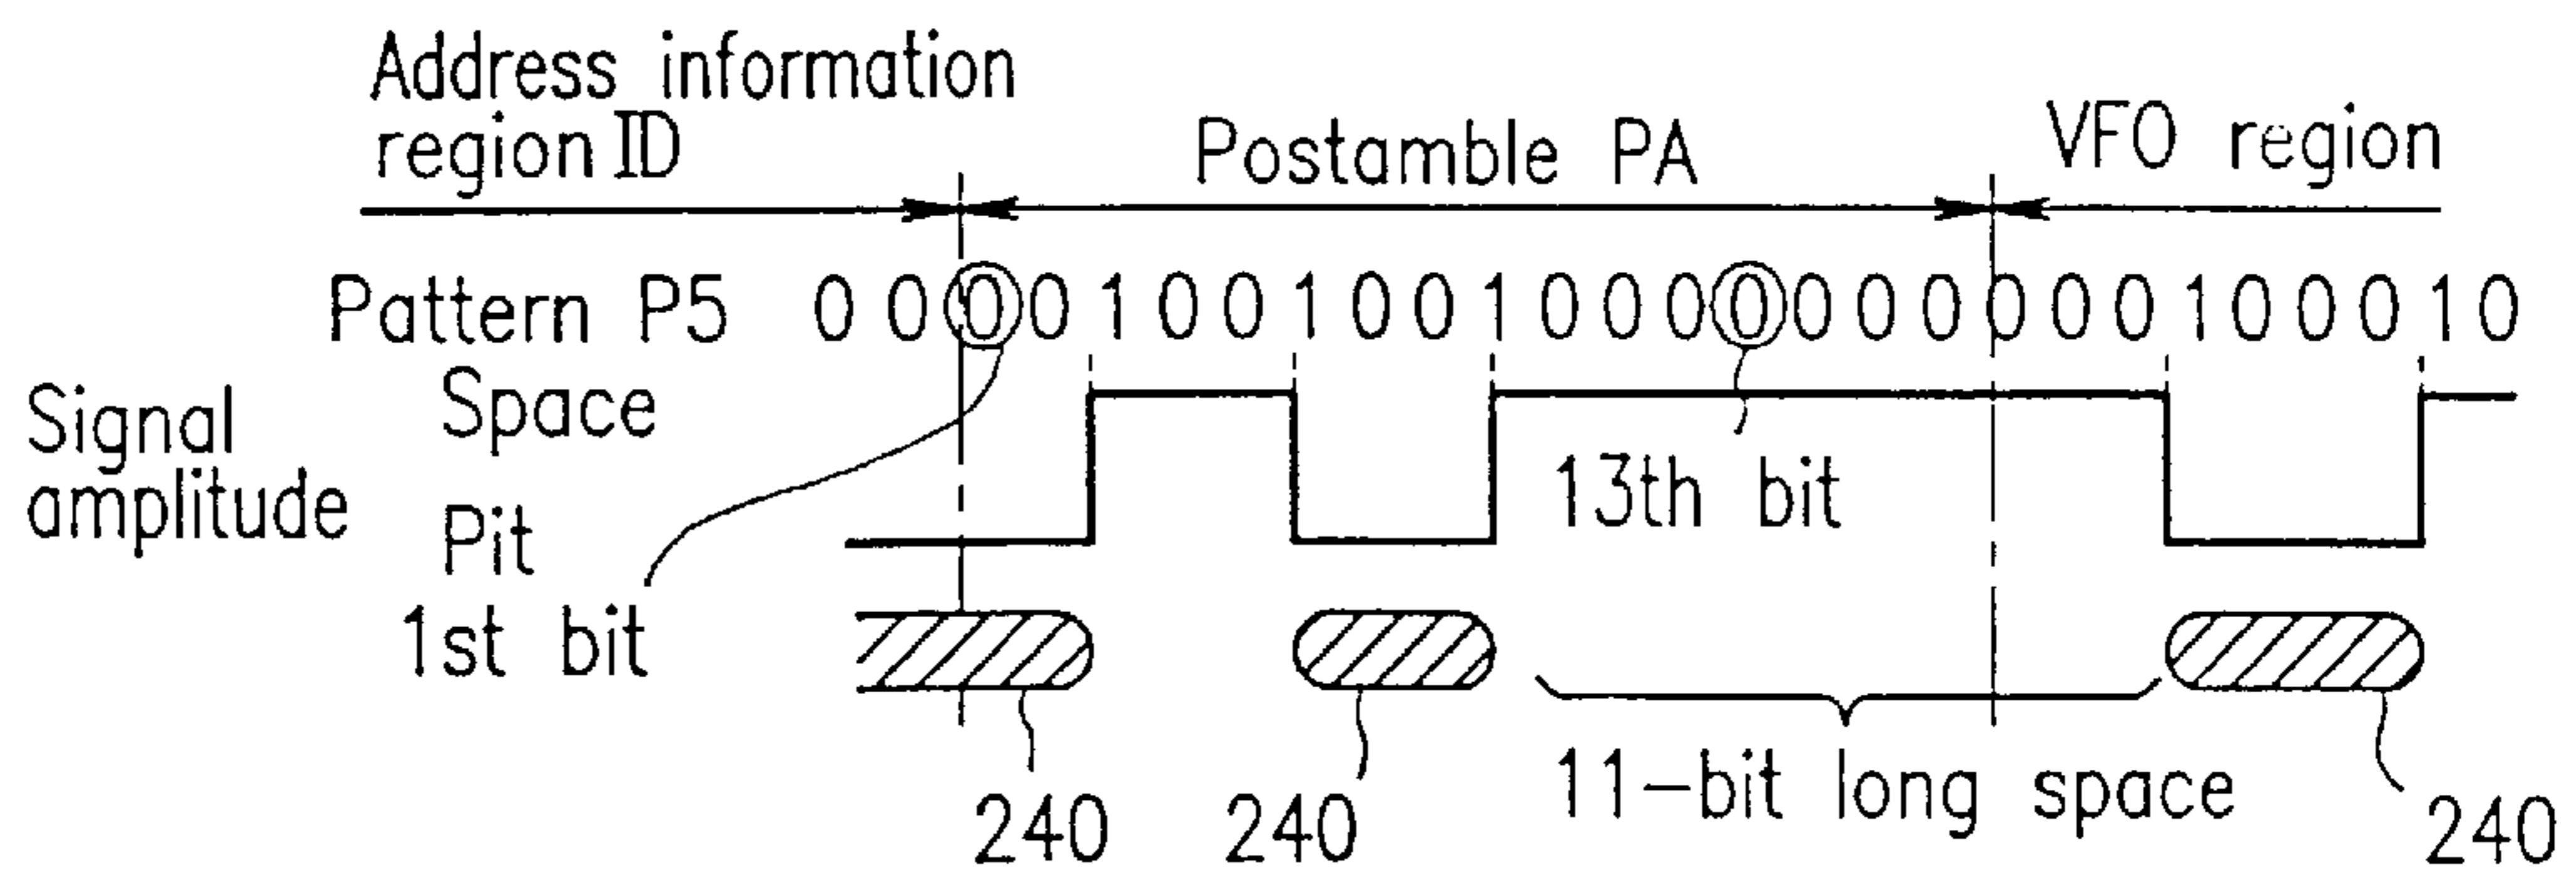 Address information
region ID
Postamble PA
VFO region
Pattern P5 0 0 0 0 1 0 0 1 0 0 1 0 0 0 0 0 0 0 0 0 0 1 0 0 0 1 0
Signal
amplitude
Space
Pit
1st bit
13th bit
11-bit long space
240
240
240